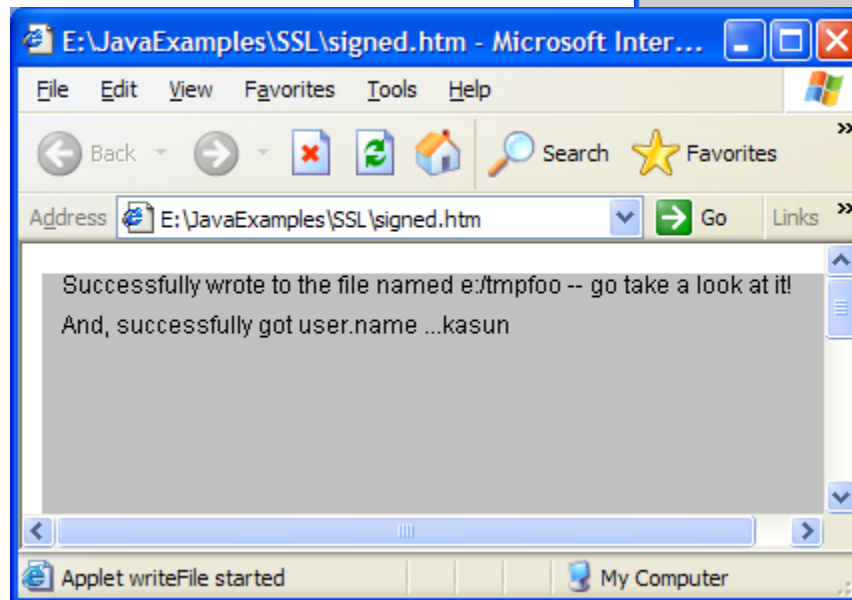 E:\JavaExamples\SSL\signed.htm - Microsoft Inter...
File Edit View Favorites Tools Help
Back Search Favorites »
Address E:\JavaExamples\SSL\signed.htm Go Links »
Successfully wrote to the file named e:/tmpfoo -- go take a look at it!
And, successfully got user.name ...kasun
Applet writeFile started My Computer